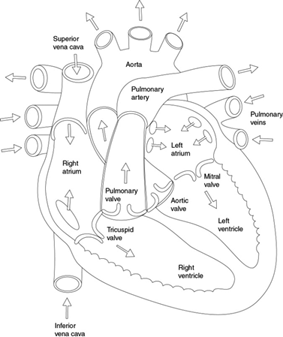 Superior
vena cava
Aorta
Pulmonary
artery
Pulmonary
veins
Left
atrium
Right
atrium
Mitral
valve
Pulmonary
valve
Aortic
valve
Left
ventricle
Tricuspid
valve
Right
ventricle
Inferior
vena cava